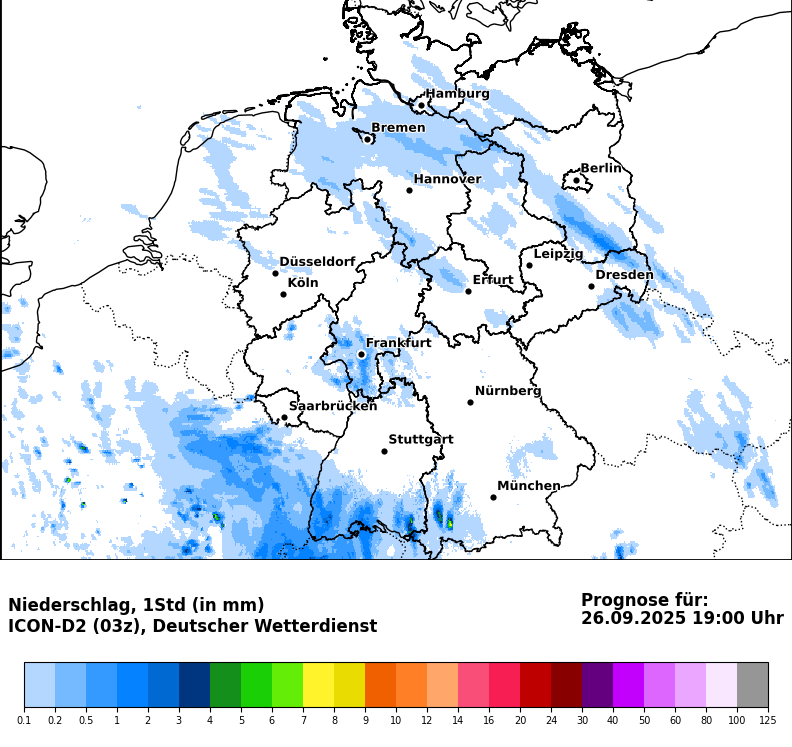 Hamburg
Bremen
Hannover
Berlin
Düsseldorf
Köln
Leipzig
Erfurt
Dresden
Frankfurt
Nürnberg
Saarbrücken
Stuttgart
München
Niederschlag, 1Std (in mm)
ICON-D2 (03z), Deutscher Wetterdienst
Prognose für:
26.09.2025 19:00 Uhr
0.1 0.2 0.5 1 2 3 4 5 6 7 8 9 10 12 14 16 20 24 30 40 50 60 80 100 125